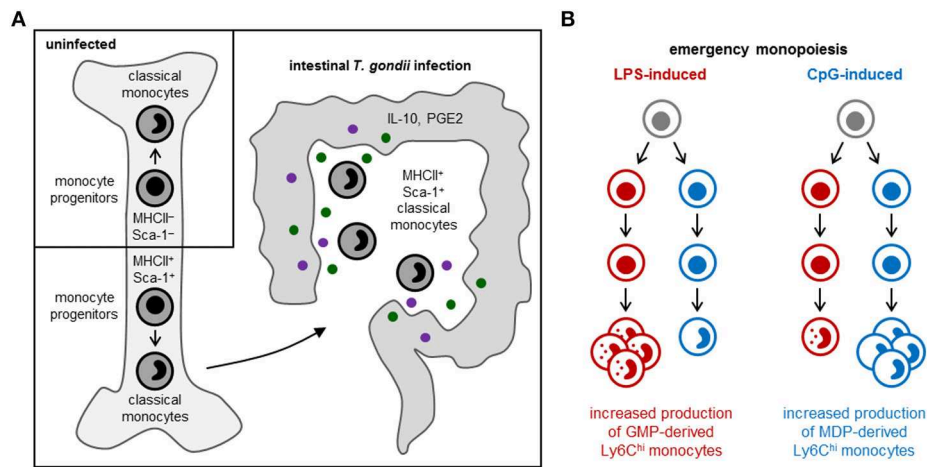 A
uninfected
classical
monocytes
monocyte
progenitors
MHCII⁻
Sca-1⁻
MHCII⁺
Sca-1⁺
monocyte
progenitors
classical
monocytes
intestinal T. gondii infection
IL-10, PGE2
MHCII⁺
Sca-1⁺
classical
monocytes
B
emergency monopoiesis
LPS-induced
CpG-induced
increased production
of GMP-derived
Ly6Cʰⁱ monocytes
increased production
of MDP-derived
Ly6Cʰⁱ monocytes